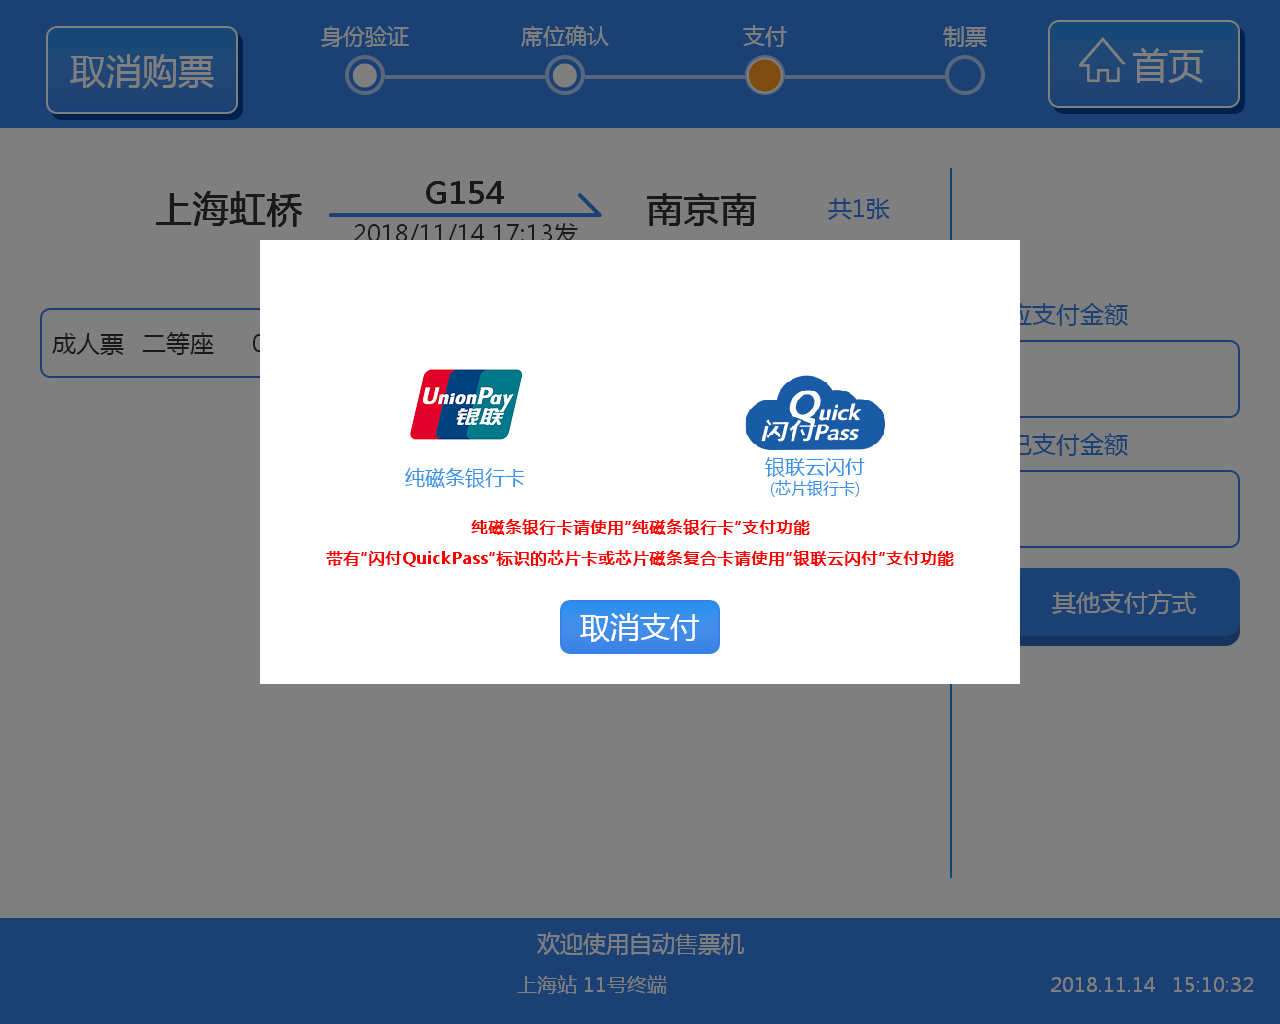 取消购票
身份验证
席位确认
支付
制票
首页
上海虹桥
G154
2018/11/14 17:13发
南京南
共1张
成人票 二等座 0
应支付金额
已支付金额
其他支付方式
UnionPay
银联
纯磁条银行卡
Quick
闪付Pass
银联云闪付
(芯片银行卡)
纯磁条银行卡请使用"纯磁条银行卡"支付功能
带有"闪付QuickPass"标识的芯片卡或芯片磁条复合卡请使用"银联云闪付"支付功能
取消支付
欢迎使用自动售票机
上海站 11号终端
2018.11.14 15:10:32